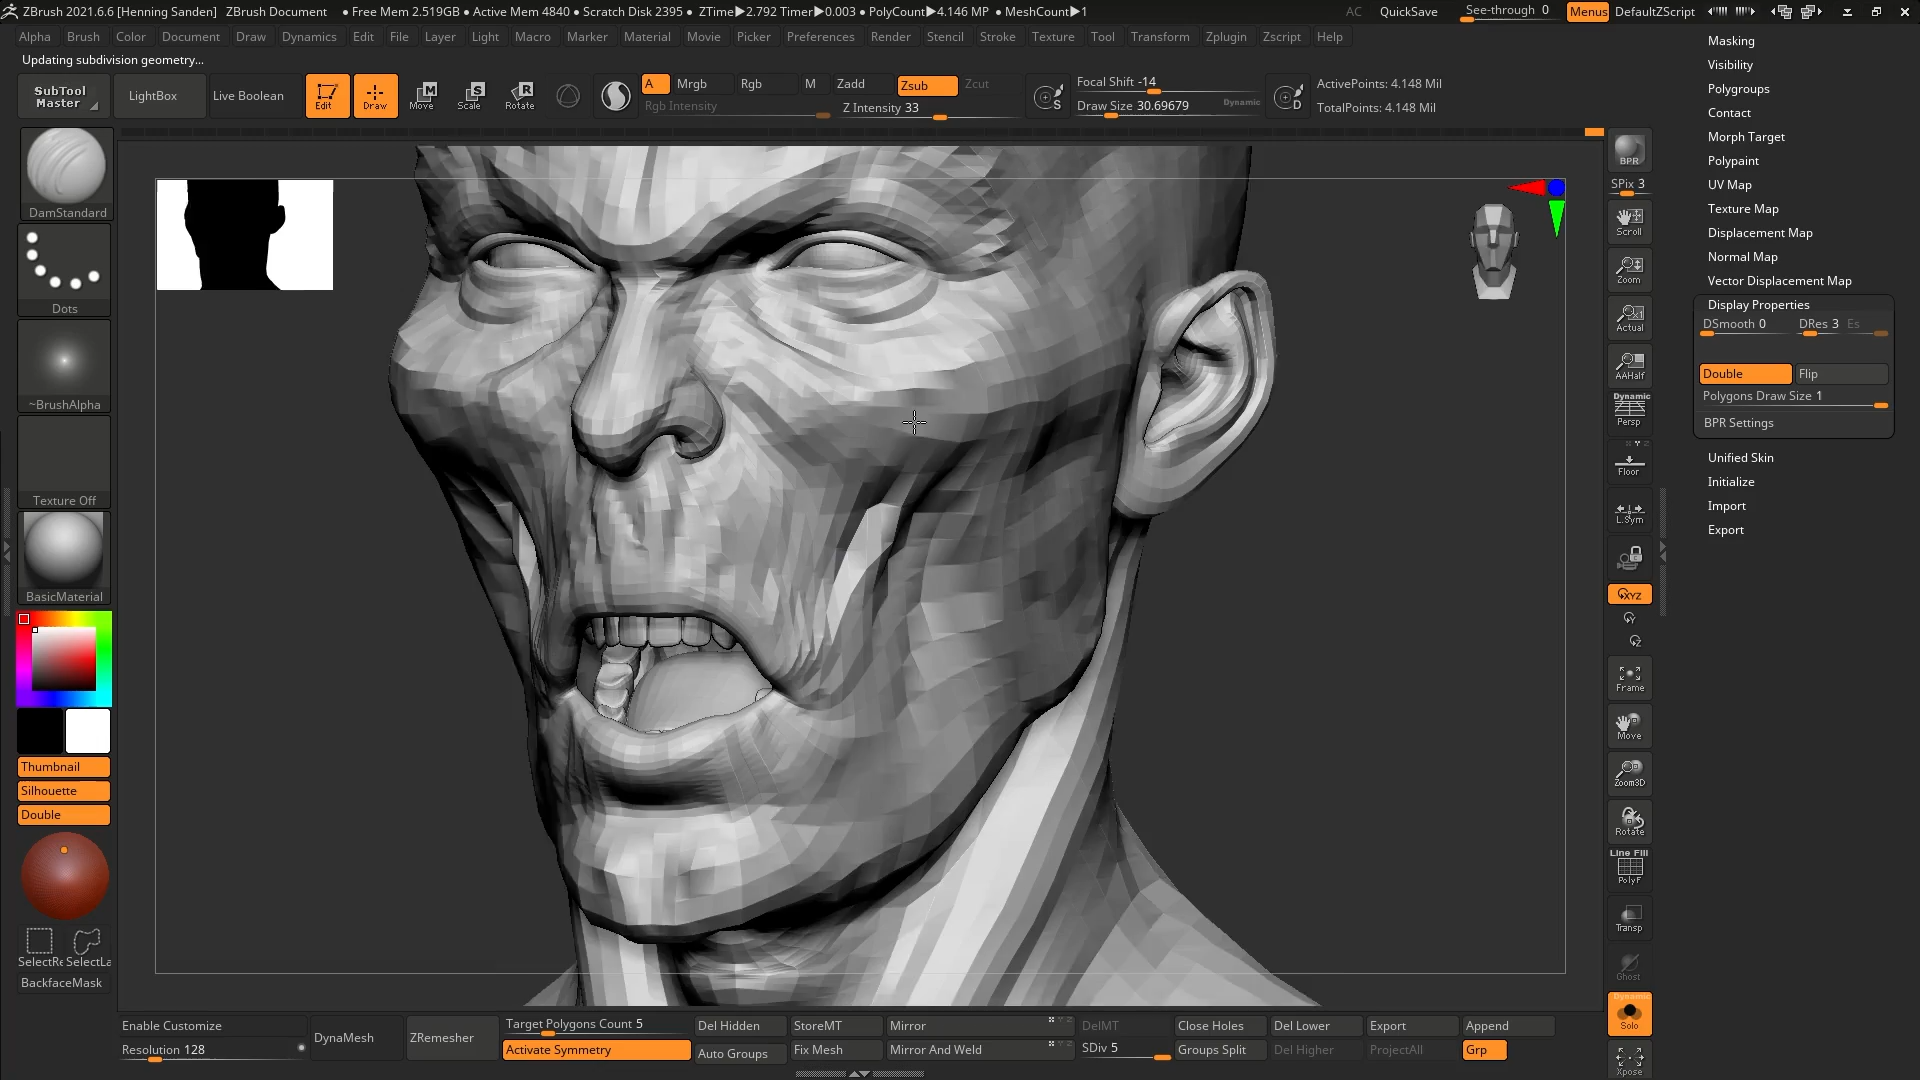 ZBrush 2021.6.6 [Henning Sanden] ZBrush Document • Free Mem 2.519GB • Active Mem 4840 • Scratch Disk 2395 • ZTime▶2.792 Timer▶0.003 • PolyCount▶4.146 MP • MeshCount▶1 AC QuickSave See-through 0 Menus DefaultZScript
Alpha Brush Color Document Draw Dynamics Edit File Layer Light Macro Marker Material Movie Picker Preferences Render Stencil Stroke Texture Tool Transform Zplugin Zscript Help
Updating subdivision geometry...
SubTool Master
LightBox
Live Boolean
Edit
Draw
Move
Scale
Rotate
A Mrgb Rgb M Zadd Zsub Zcut
Rgb Intensity Z Intensity 33
Focal Shift -14
Draw Size 30.69679 Dynamic
S
D
ActivePoints: 4.148 Mil
TotalPoints: 4.148 Mil
DamStandard
Dots
~BrushAlpha
Texture Off
BasicMaterial
Thumbnail
Silhouette
Double
SelectRe SelectLa
BackfaceMask
BPR
SPix 3
Scroll
Zoom
Actual
AAHalf
Dynamic
Persp
Floor
L.Sym
XYZ
Y
Z
Frame
Move
Zoom3D
Rotate
Line Fill
PolyF
Transp
Ghost
Dynamic
Solo
Xpose
Masking
Visibility
Polygroups
Contact
Morph Target
Polypaint
UV Map
Texture Map
Displacement Map
Normal Map
Vector Displacement Map
Display Properties
DSmooth 0 DRes 3 Es
Double Flip
Polygons Draw Size 1
BPR Settings
Unified Skin
Initialize
Import
Export
Enable Customize
Resolution 128
DynaMesh
ZRemesher
Target Polygons Count 5
Activate Symmetry
Del Hidden
Auto Groups
StoreMT
Fix Mesh
Mirror
Mirror And Weld
DelMT
SDiv 5
Close Holes
Groups Split
Del Lower
Del Higher
Export
ProjectAll
Append
Grp